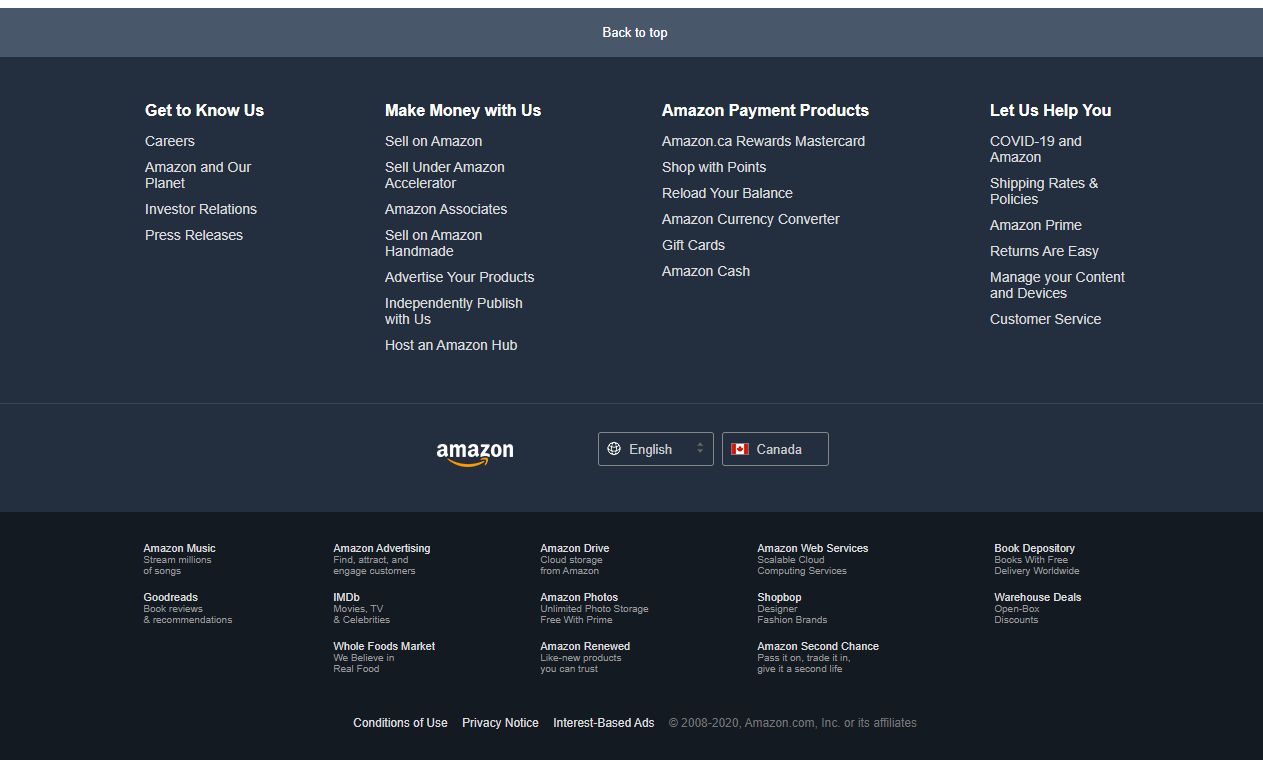 Back to top
Get to Know Us
Careers
Amazon and Our
Planet
Investor Relations
Press Releases
Make Money with Us
Sell on Amazon
Sell Under Amazon
Accelerator
Amazon Associates
Sell on Amazon
Handmade
Advertise Your Products
Independently Publish
with Us
Host an Amazon Hub
Amazon Payment Products
Amazon.ca Rewards Mastercard
Shop with Points
Reload Your Balance
Amazon Currency Converter
Gift Cards
Amazon Cash
Let Us Help You
COVID-19 and
Amazon
Shipping Rates &
Policies
Amazon Prime
Returns Are Easy
Manage your Content
and Devices
Customer Service
amazon
English
Canada
Amazon Music
Stream millions
of songs
Amazon Advertising
Find, attract, and
engage customers
Amazon Drive
Cloud storage
from Amazon
Amazon Web Services
Scalable Cloud
Computing Services
Book Depository
Books With Free
Delivery Worldwide
Goodreads
Book reviews
& recommendations
IMDb
Movies, TV
& Celebrities
Amazon Photos
Unlimited Photo Storage
Free With Prime
Shopbop
Designer
Fashion Brands
Warehouse Deals
Open-Box
Discounts
Whole Foods Market
We Believe in
Real Food
Amazon Renewed
Like-new products
you can trust
Amazon Second Chance
Pass it on, trade it in,
give it a second life
Conditions of Use Privacy Notice Interest-Based Ads © 2008-2020, Amazon.com, Inc. or its affiliates